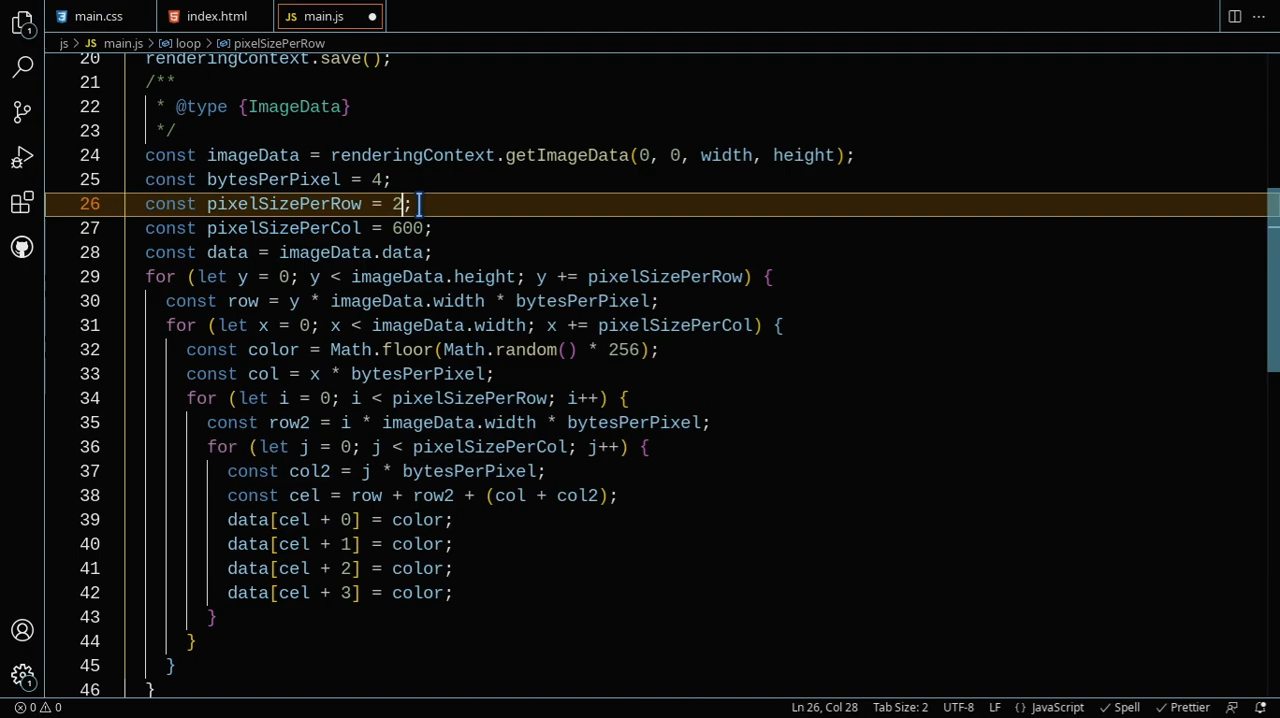 main.css
index.html
JS main.js
js > JS main.js > loop > pixelSizePerRow
20 renderingContext.save();
21 /**
22 * @type {ImageData}
23 */
24 const imageData = renderingContext.getImageData(0, 0, width, height);
25 const bytesPerPixel = 4;
26 const pixelSizePerRow = 2;
27 const pixelSizePerCol = 600;
28 const data = imageData.data;
29 for (let y = 0; y < imageData.height; y += pixelSizePerRow) {
30 const row = y * imageData.width * bytesPerPixel;
31 for (let x = 0; x < imageData.width; x += pixelSizePerCol) {
32 const color = Math.floor(Math.random() * 256);
33 const col = x * bytesPerPixel;
34 for (let i = 0; i < pixelSizePerRow; i++) {
35 const row2 = i * imageData.width * bytesPerPixel;
36 for (let j = 0; j < pixelSizePerCol; j++) {
37 const col2 = j * bytesPerPixel;
38 const cel = row + row2 + (col + col2);
39 data[cel + 0] = color;
40 data[cel + 1] = color;
41 data[cel + 2] = color;
42 data[cel + 3] = color;
43 }
44 }
45 }
46 }
1
1
0 0 Ln 26, Col 28 Tab Size: 2 UTF-8 LF {} JavaScript Spell Prettier